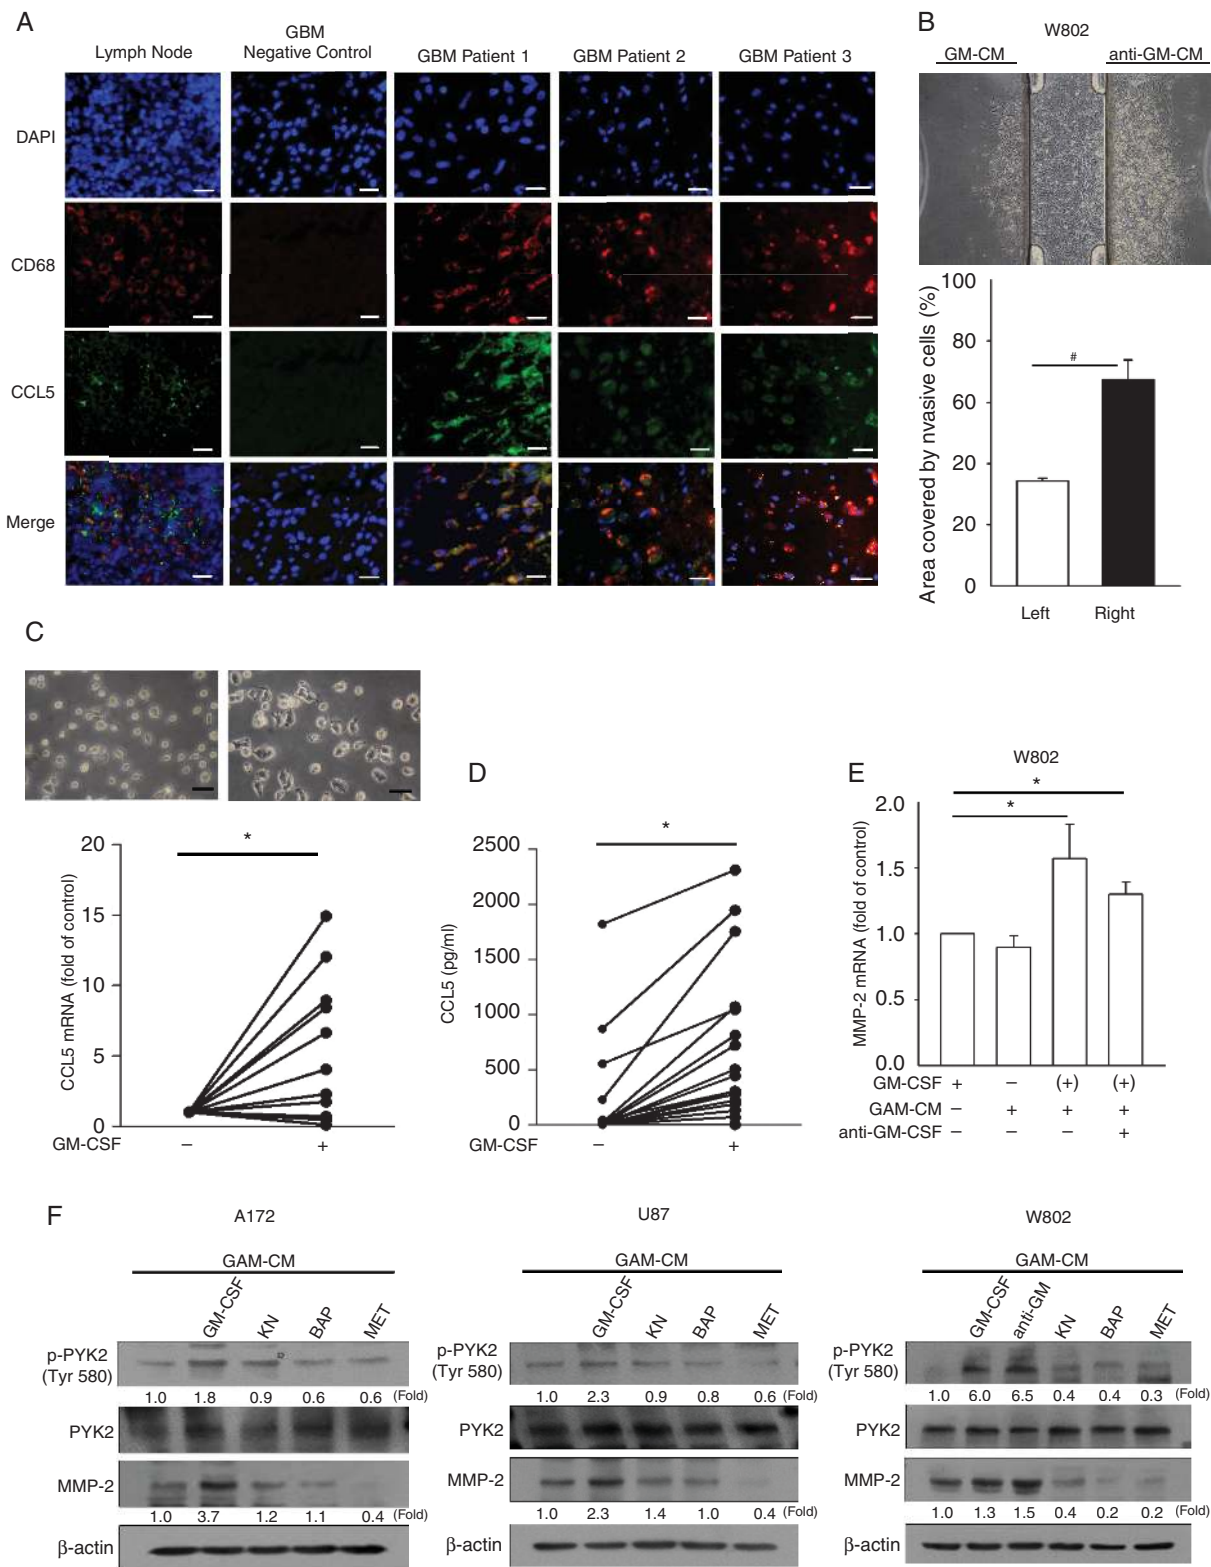 A
Lymph Node
GBM
Negative Control
GBM Patient 1
GBM Patient 2
GBM Patient 3
DAPI
CD68
CCL5
Merge
B
W802
GM-CM
anti-GM-CM
Area covered by nvasive cells (%)
100
80
60
20
20
0
#
Left
Right
C
CCL5 mRNA (fold of control)
20
15
10
5
0
*
GM-CSF
–
+
D
CCL5 (pg/ml)
2500
2000
1500
1000
500
0
*
GM-CSF
–
+
E
W802
MMP-2 mRNA (fold of control)
2.0
1.5
1.0
0.5
0.0
*
*
GM-CSF + – (+) (+)
GAM-CM – + + +
anti-GM-CSF – – – +
F
A172
GAM-CM
GM-CSF KN BAP MET
p-PYK2
(Tyr 580)
1.0 1.8 0.9 0.6 0.6 (Fold)
PYK2
MMP-2
1.0 3.7 1.2 1.1 0.4 (Fold)
β-actin
U87
GAM-CM
GM-CSF KN BAP MET
p-PYK2
(Tyr 580)
1.0 2.3 0.9 0.8 0.6 (Fold)
PYK2
MMP-2
1.0 2.3 1.4 1.0 0.4 (Fold)
β-actin
W802
GAM-CM
GM-CSF anti-GM KN BAP MET
p-PYK2
(Tyr 580)
1.0 6.0 6.5 0.4 0.4 0.3 (Fold)
PYK2
MMP-2
1.0 1.3 1.5 0.4 0.2 0.2 (Fold)
β-actin